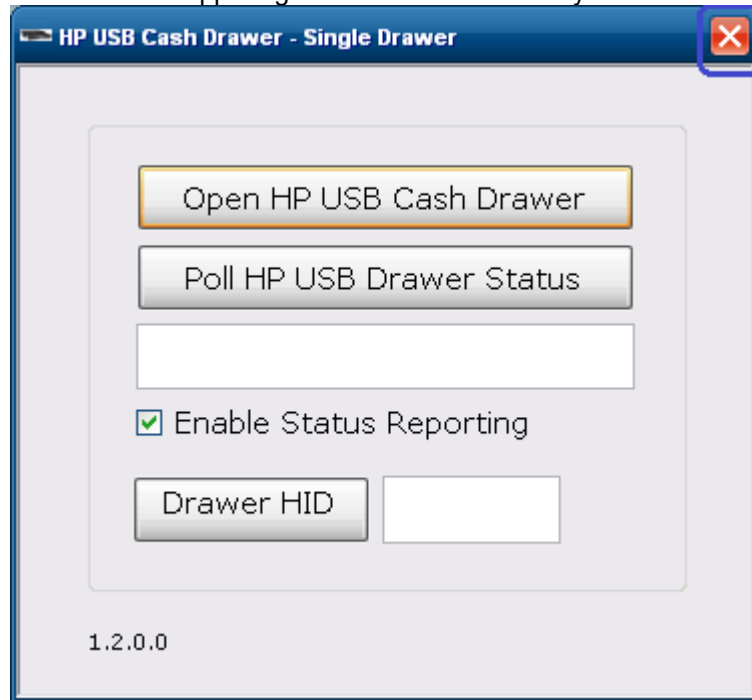 HP USB Cash Drawer - Single Drawer
Open HP USB Cash Drawer
Poll HP USB Drawer Status
Enable Status Reporting
Drawer HID
1.2.0.0